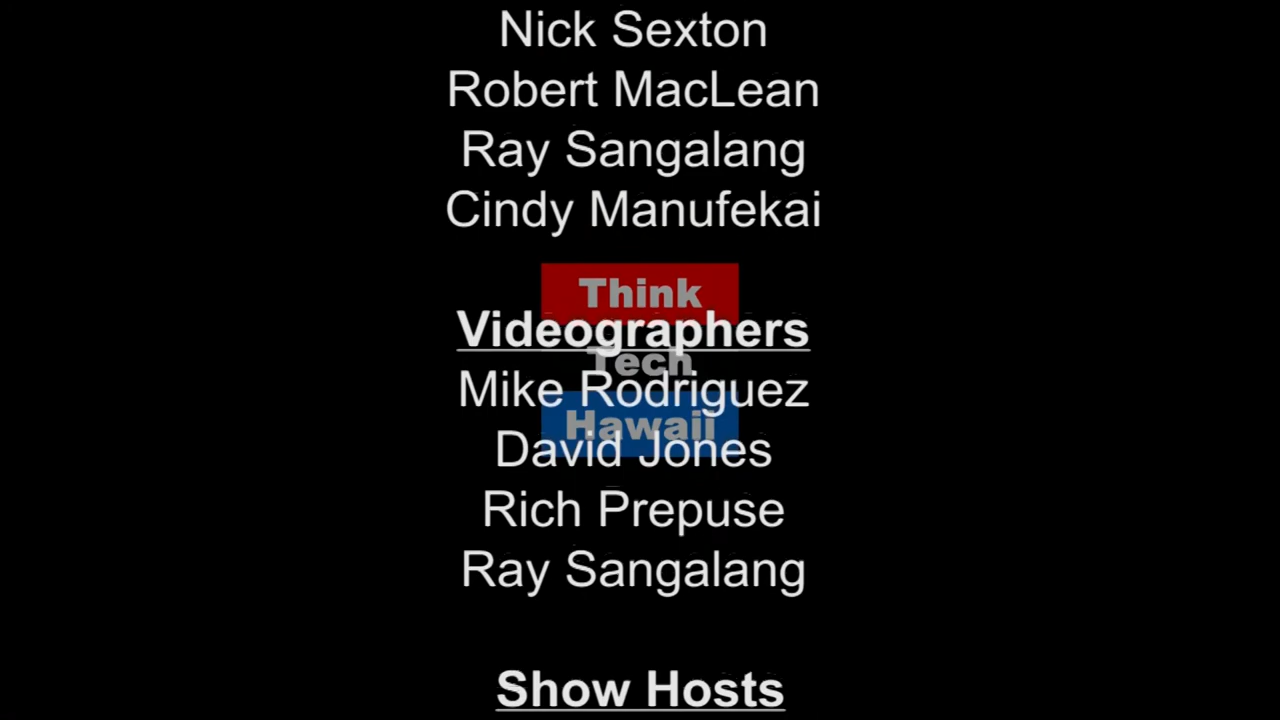 Nick Sexton
Robert MacLean
Ray Sangalang
Cindy Manufekai
Think
Videographers
Tech
Mike Rodriguez
Hawaii
David Jones
Rich Prepuse
Ray Sangalang
Show Hosts